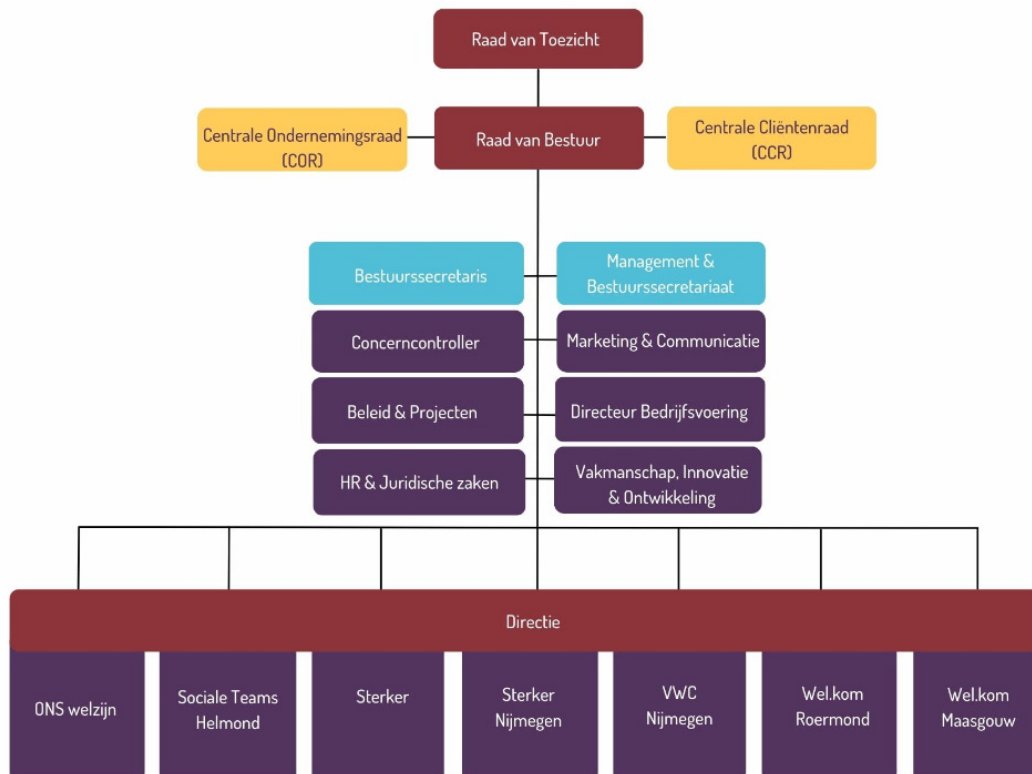 Raad van Toezicht
Centrale Ondernemingsraad
(COR)
Raad van Bestuur
Centrale Cliëntenraad
(CCR)
Bestuurssecretaris
Management &
Bestuurssecretariaat
Concerncontroller
Marketing & Communicatie
Beleid & Projecten
Directeur Bedrijfsvoering
HR & Juridische zaken
Vakmanschap, Innovatie
& Ontwikkeling
Directie
ONS welzijn
Sociale Teams
Helmond
Sterker
Sterker
Nijmegen
VWC
Nijmegen
Wel.kom
Roermond
Wel.kom
Maasgouw